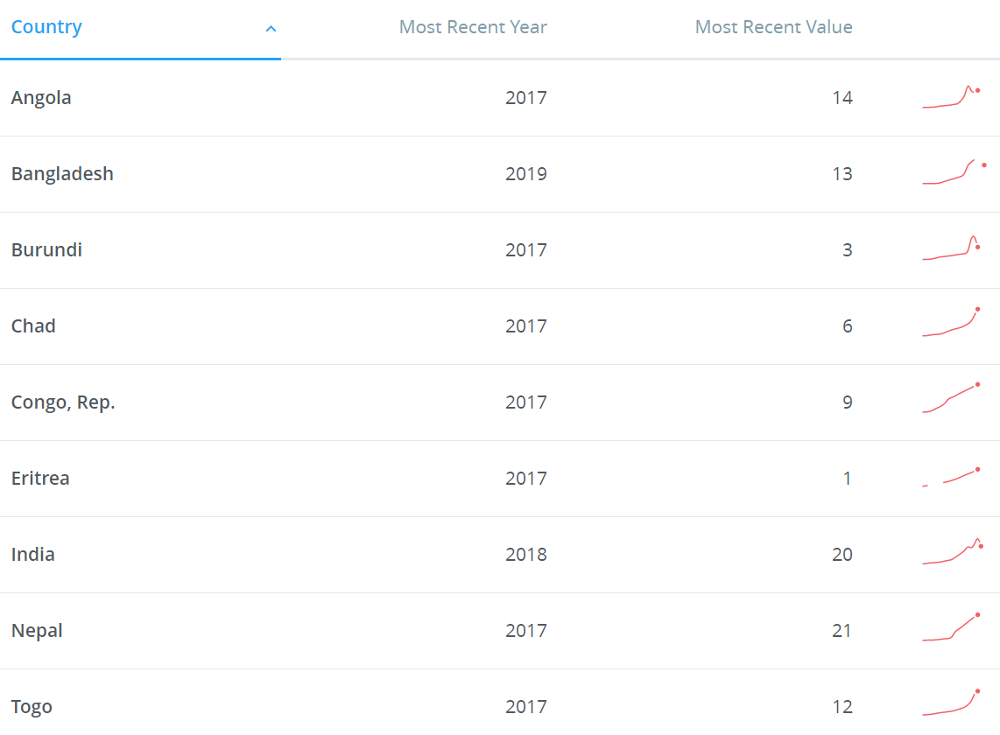 Country Most Recent Year Most Recent Value
Angola 2017 14
Bangladesh 2019 13
Burundi 2017 3
Chad 2017 6
Congo, Rep. 2017 9
Eritrea 2017 1
India 2018 20
Nepal 2017 21
Togo 2017 12